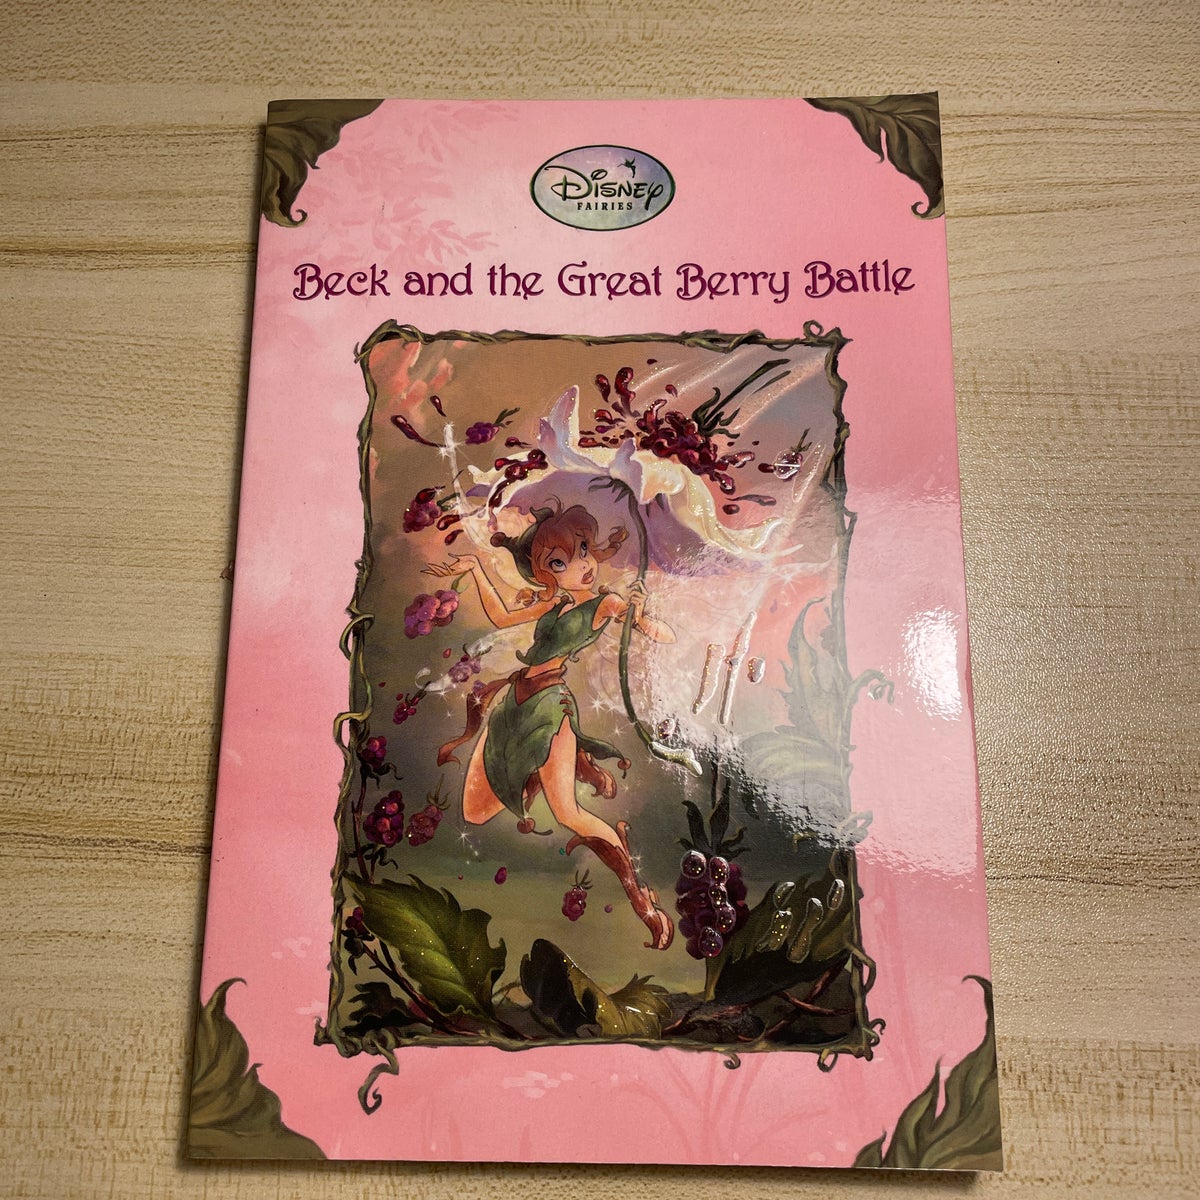 Disney
FAIRIES
Beck and the Great Berry Battle